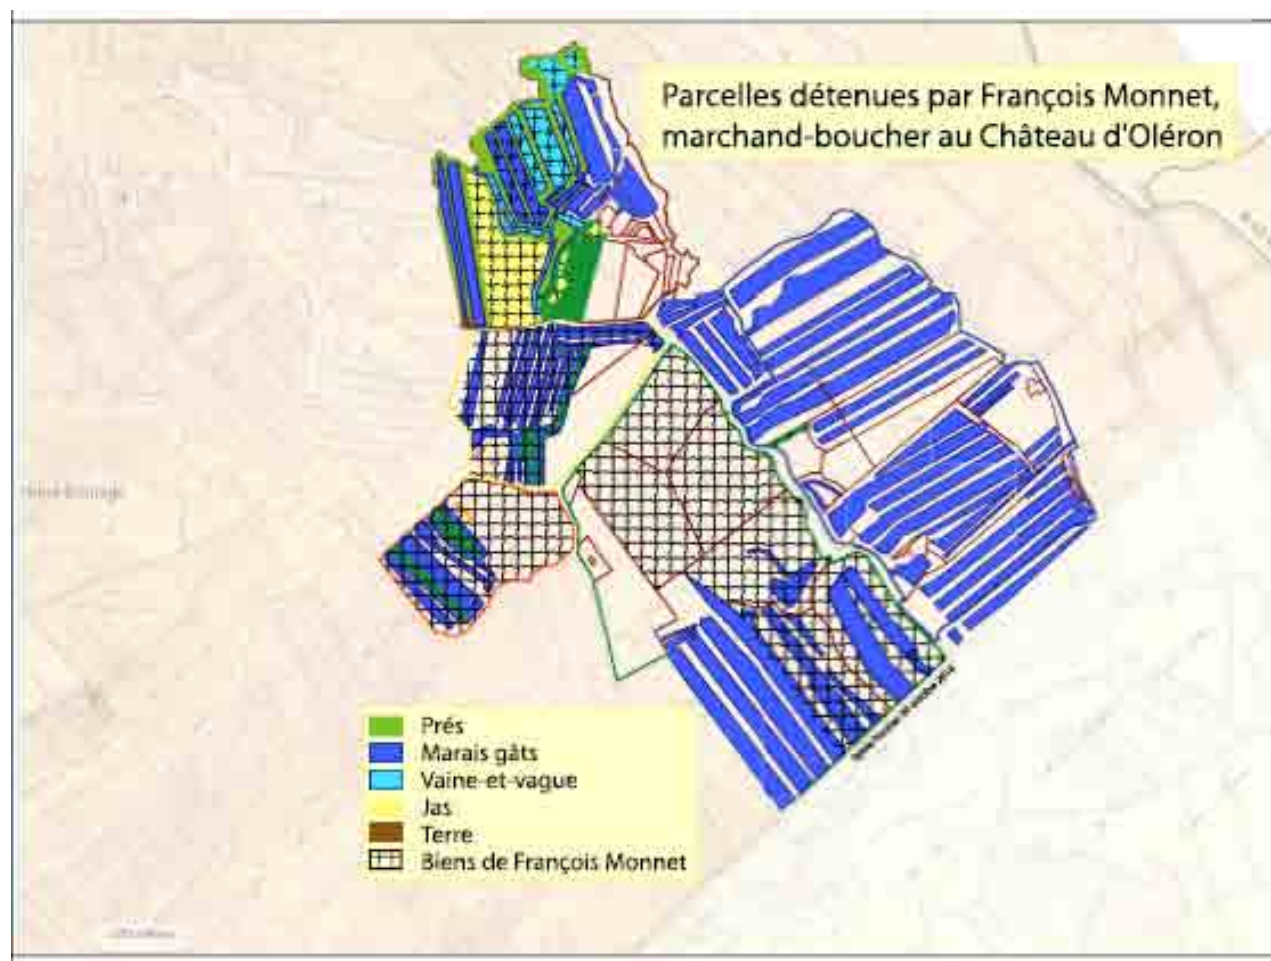 Parcelles détenues par François Monnet,
marchand-boucher au Château d'Oléron
Prés
Marais gâts
Vaine-et-vague
Jas
Terre
Biens de François Monnet